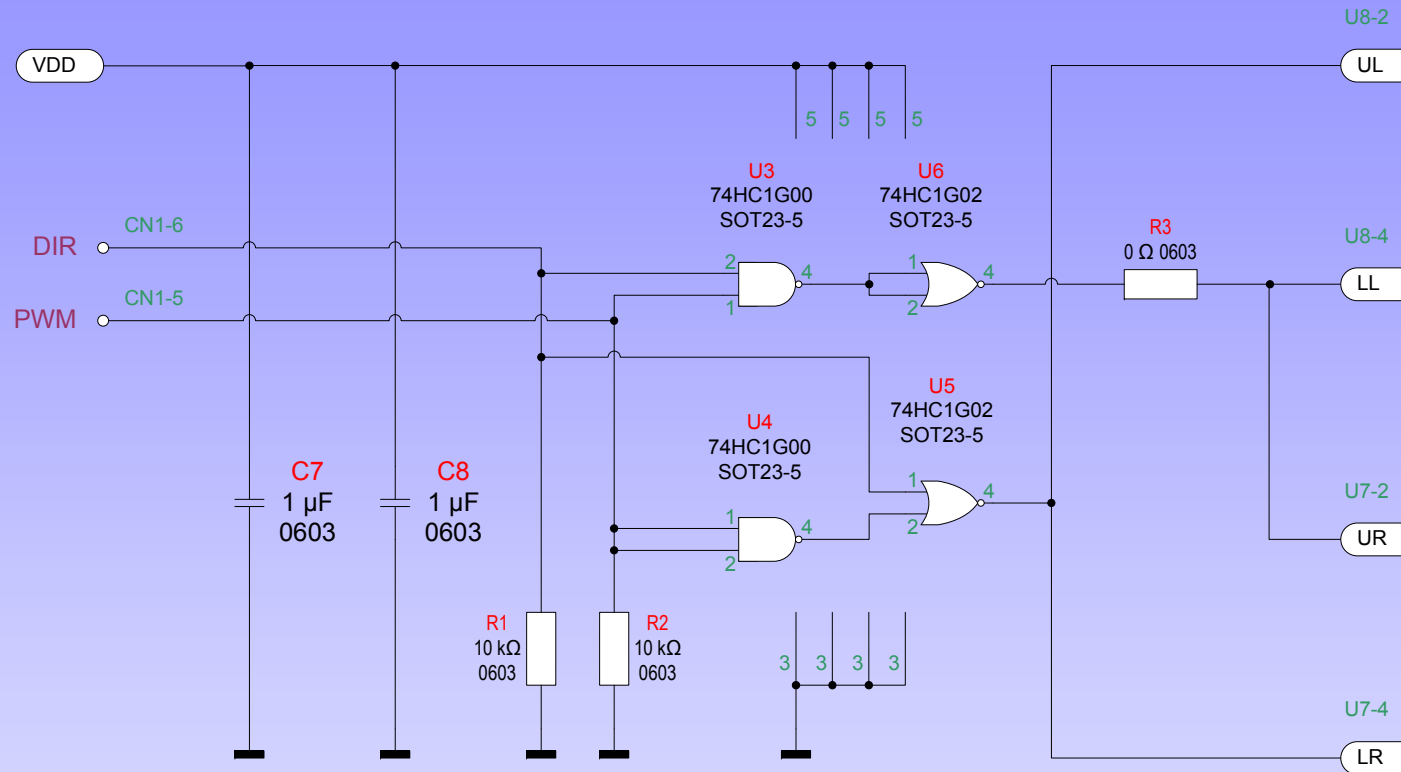 U8-2
VDD
UL
5 5 5 5
U3
74HC1G00
SOT23-5
U6
74HC1G02
SOT23-5
CN1-6
DIR
R3
0 Ω 0603
U8-4
2
4
1
4
LL
CN1-5
PWM
1
2
U5
74HC1G02
SOT23-5
U4
74HC1G00
SOT23-5
C7
1 µF
0603
C8
1 µF
0603
1
4
2
U7-2
1
4
2
UR
R1
10 kΩ
0603
R2
10 kΩ
0603
3 3 3 3
U7-4
LR